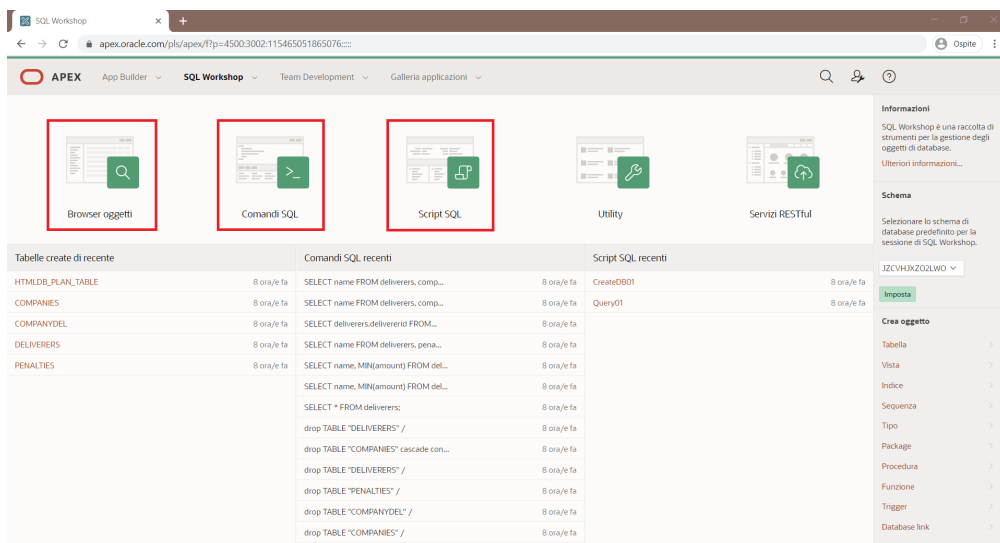 SQL Workshop
apex.oracle.com/pls/apex/f?p=4500:3002:115465051865076:::::
Ospite
APEX App Builder SQL Workshop Team Development Galleria applicazioni
Browser oggetti
Comandi SQL
Script SQL
Utility
Servizi RESTful
Tabelle create di recente
HTMLDB_PLAN_TABLE 8 ora/e fa
COMPANIES 8 ora/e fa
COMPANYDEL 8 ora/e fa
DELIVERERS 8 ora/e fa
PENALTIES 8 ora/e fa
Comandi SQL recenti
SELECT name FROM deliverers, comp... 8 ora/e fa
SELECT name FROM deliverers, comp... 8 ora/e fa
SELECT deliverers.delivererid FROM... 8 ora/e fa
SELECT name FROM deliverers, pena... 8 ora/e fa
SELECT name, MIN(amount) FROM del... 8 ora/e fa
SELECT name, MIN(amount) FROM del... 8 ora/e fa
SELECT * FROM deliverers; 8 ora/e fa
drop TABLE "DELIVERERS" / 8 ora/e fa
drop TABLE "COMPANIES" cascade con... 8 ora/e fa
drop TABLE "DELIVERERS" / 8 ora/e fa
drop TABLE "PENALTIES" / 8 ora/e fa
drop TABLE "COMPANYDEL" / 8 ora/e fa
drop TABLE "COMPANIES" / 8 ora/e fa
Script SQL recenti
CreateDB01 8 ora/e fa
Query01 8 ora/e fa
Informazioni
SQL Workshop è una raccolta di
strumenti per la gestione degli
oggetti di database.
Ulteriori informazioni...
Schema
Selezionare lo schema di
database predefinito per la
sessione di SQL Workshop.
JZCVHJXZO2LWO
Imposta
Crea oggetto
Tabella
Vista
Indice
Sequenza
Tipo
Package
Procedura
Funzione
Trigger
Database link